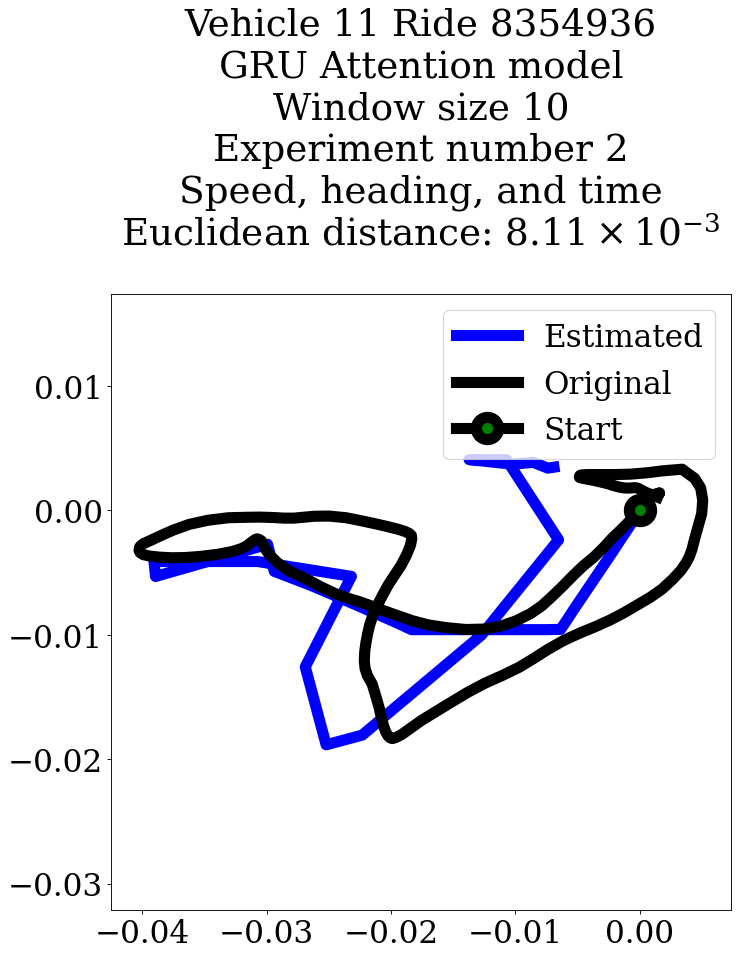 Vehicle 11 Ride 8354936
GRU Attention model
Window size 10
Experiment number 2
Speed, heading, and time
Euclidean distance: 8.11 × 10⁻³
Estimated
Original
Start
0.01
0.00
−0.01
−0.02
−0.03
−0.04 −0.03 −0.02 −0.01 0.00